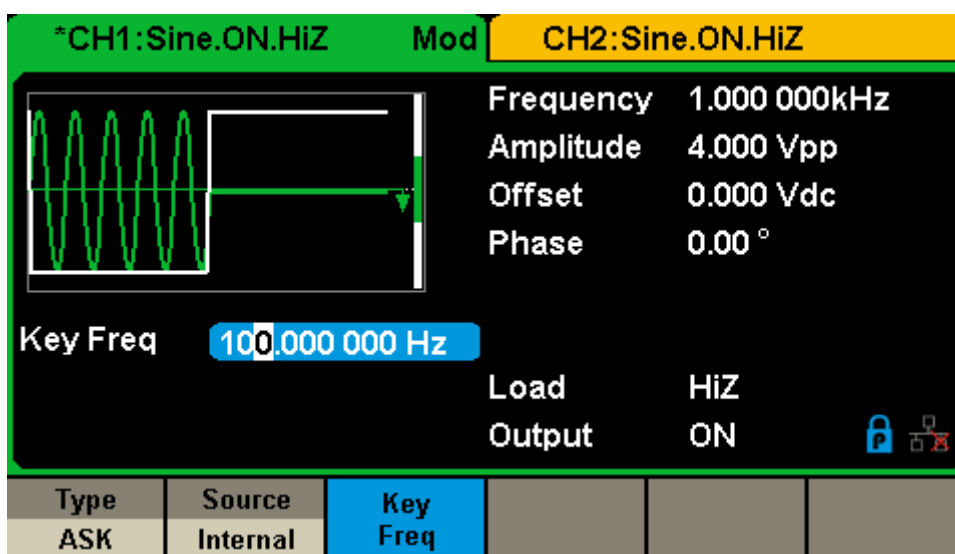 *CH1:Sine.ON.HiZ Mod CH2:Sine.ON.HiZ
Frequency 1.000 000kHz
Amplitude 4.000 Vpp
Offset 0.000 Vdc
Phase 0.00 °
Key Freq 100.000 000 Hz
Load HiZ
Output ON P
Type Source Key
ASK Internal Freq